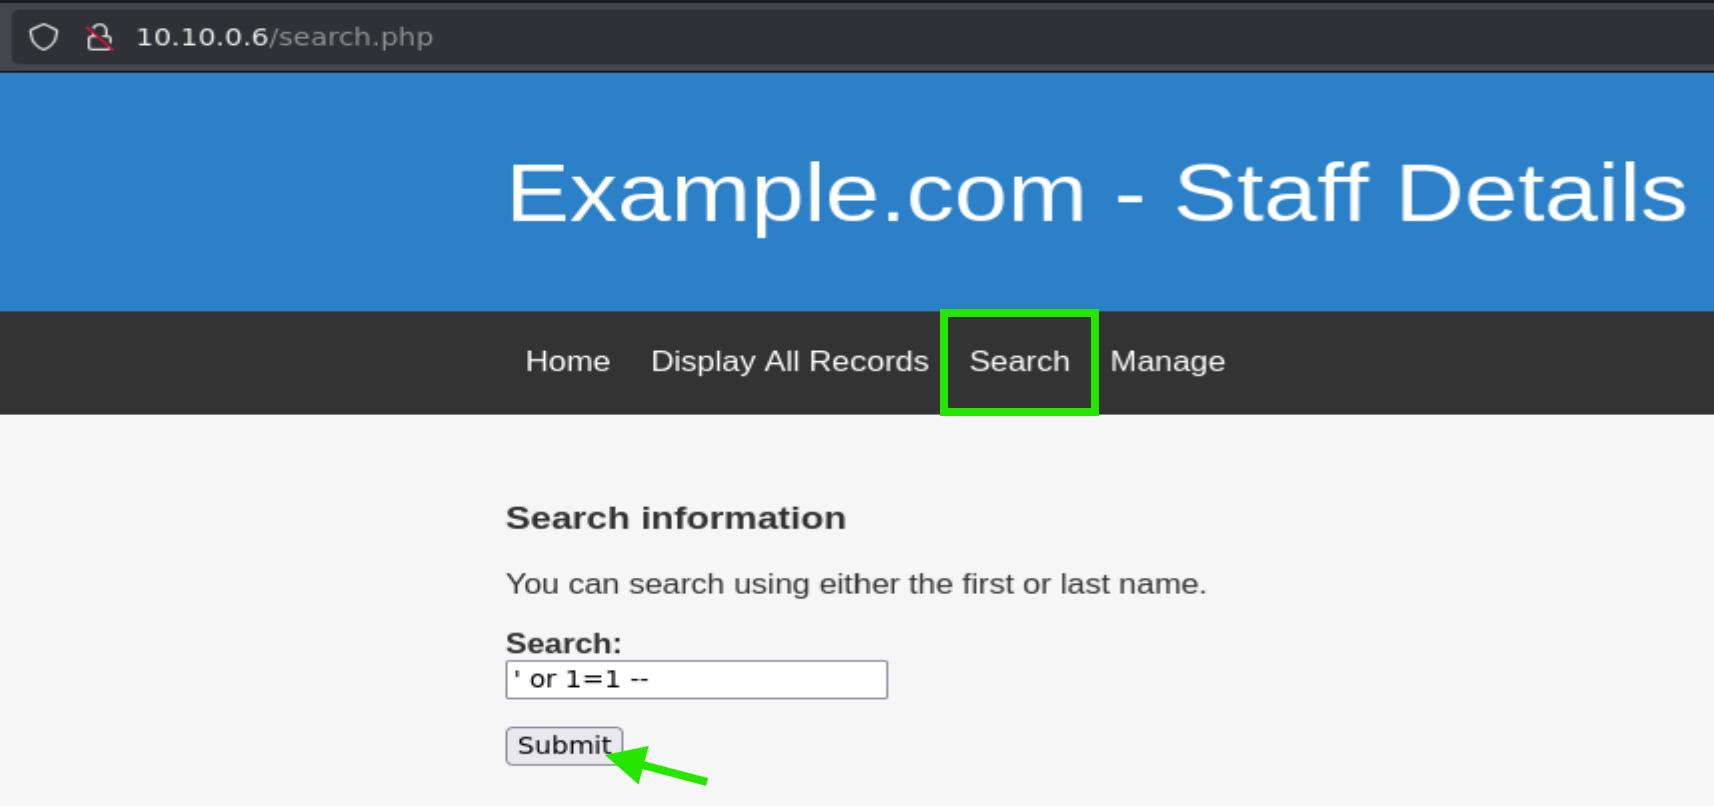 10.10.0.6/search.php
Example.com - Staff Details
Home Display All Records Search Manage
Search information
You can search using either the first or last name.
Search:
' or 1=1 --
Submit